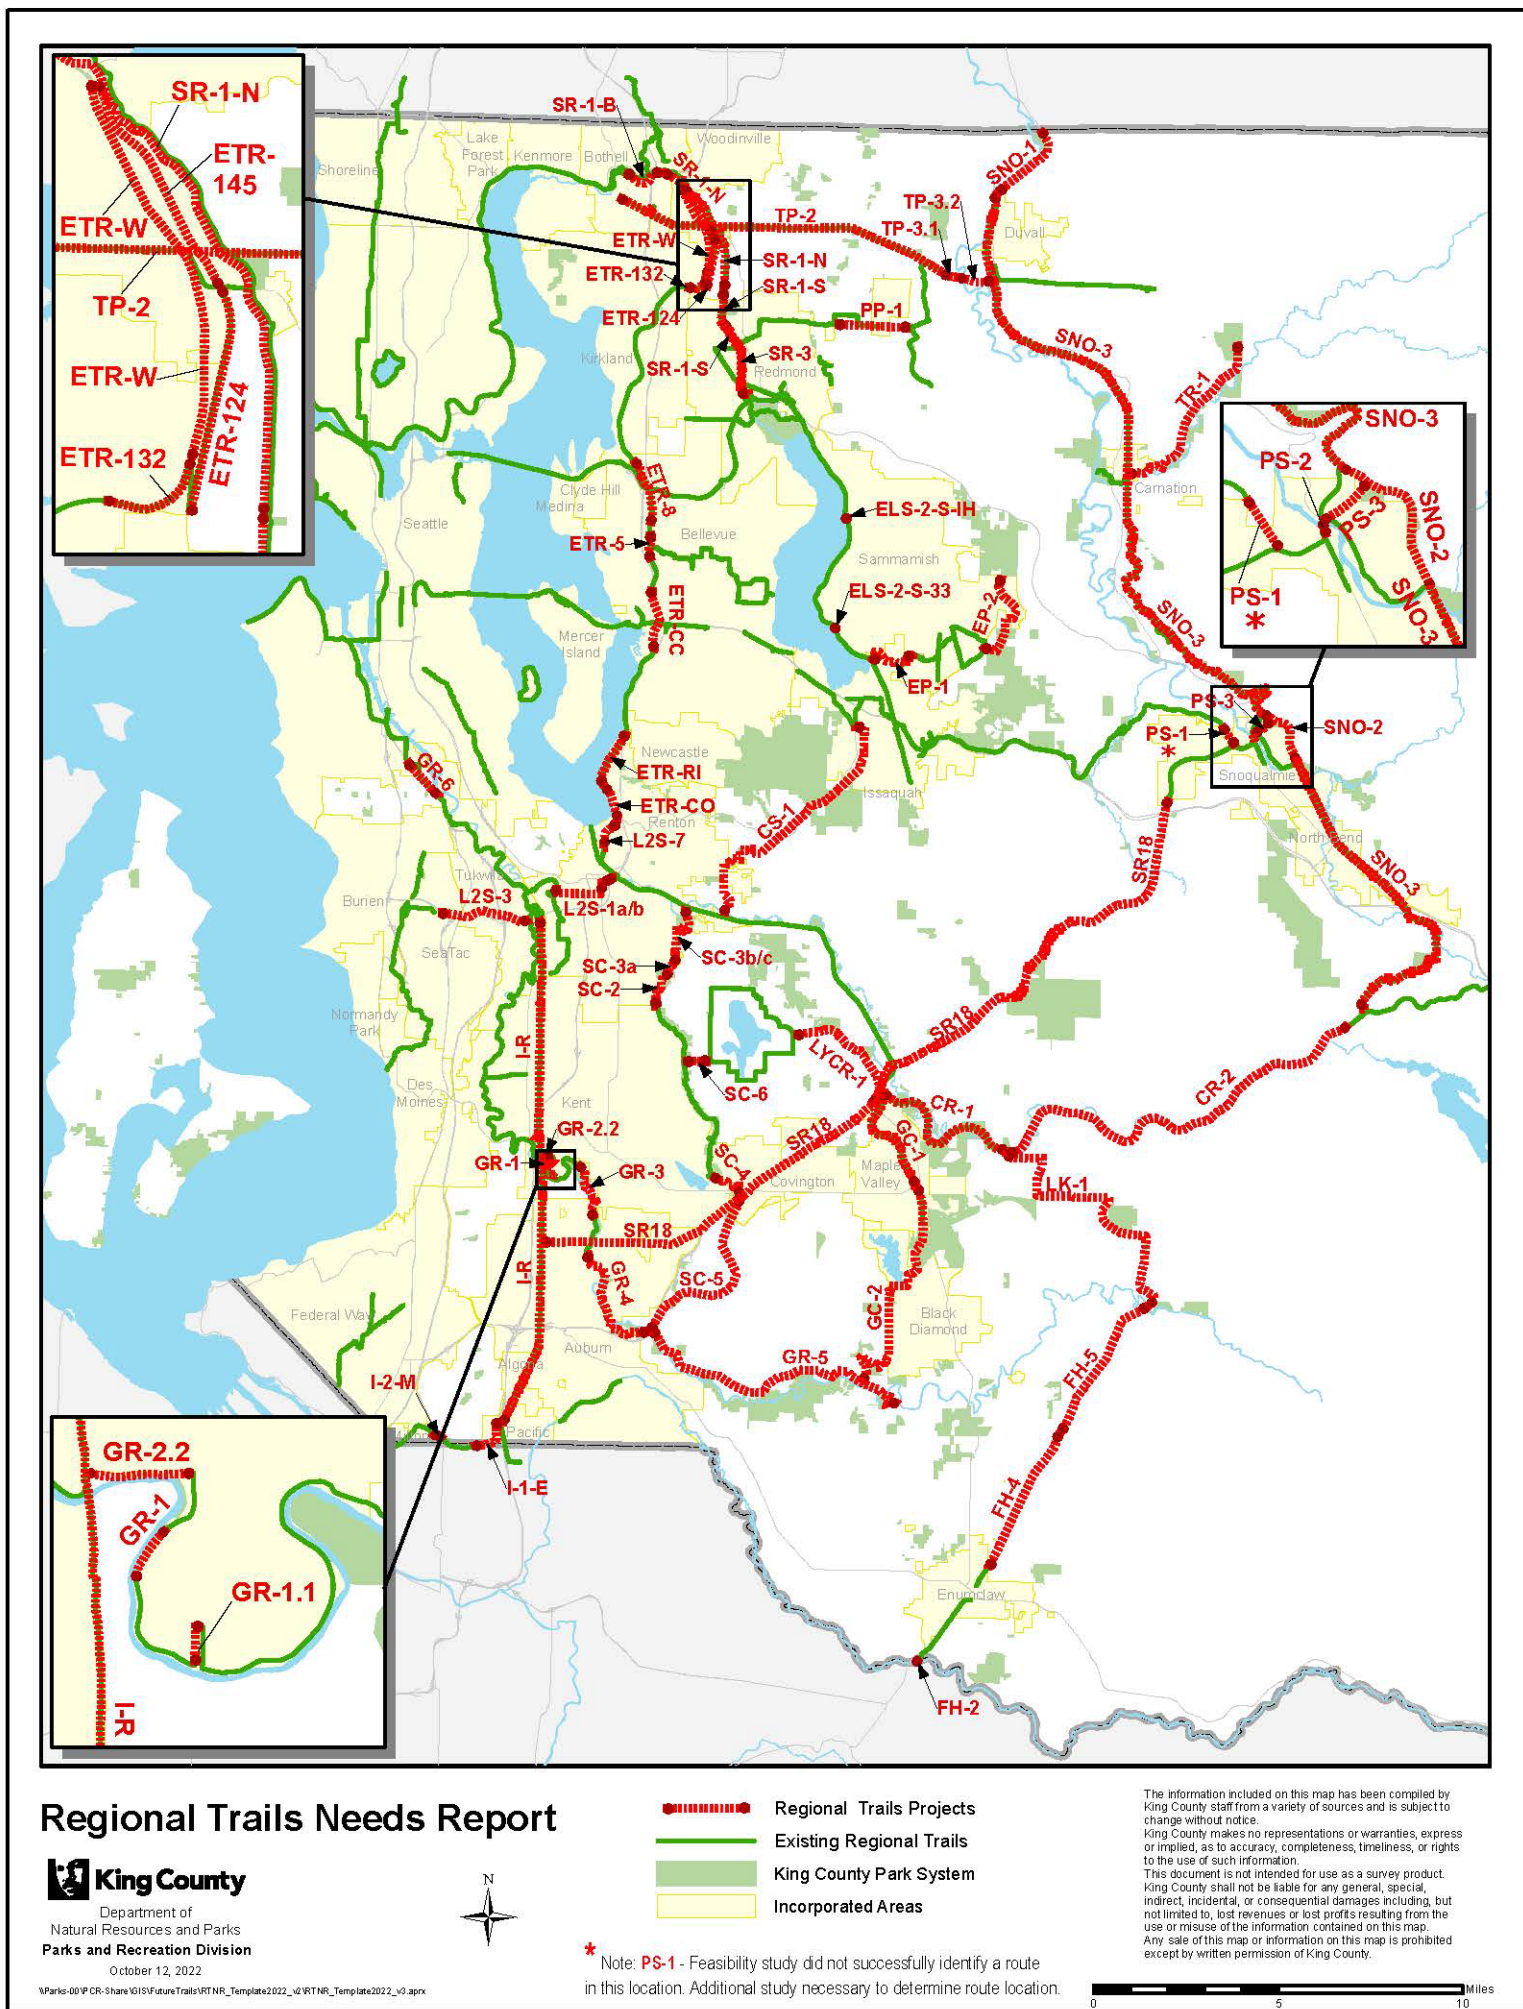 SR-1-N
ETR-
145
ETR-W
TP-2
ETR-W
ETR-124
ETR-132
SR-1-B
Lake
Forest
Park
Kenmore
Bothell
Woodinville
Shoreline
SR-1-N
SNO-1
TP-3.2
TP-2
TP-3.1
Duvall
ETR-W
SR-1-N
ETR-132
SR-1-S
ETR-124
PP-1
Kirkland
SR-1-S
SR-3
Redmond
SNO-3
TR-1
SNO-3
PS-2
PS-3
SNO-2
PS-1
*
SNO-3
Clyde Hill
Medina
ETR-8
Carnation
Seattle
ELS-2-S-IH
ETR-5
Bellevue
Sammamish
ETR-CC
ELS-2-S-33
EP-2
SNO-3
Mercer
Island
EP-1
PS-3
PS-1
*
SNO-2
Newcastle
ETR-RI
Snoqualmie
GR-6
ETR-CO
Issaquah
Renton
CS-1
L2S-7
North Bend
SR18
SNO-3
Tukwila
Burien
L2S-3
L2S-1a/b
SeaTac
SC-3b/c
SC-3a
SC-2
Normandy
Park
I-R
SR18
LYCR-1
SC-6
Des
Moines
Kent
CR-1
CR-2
GR-2.2
SR18
GC-1
GR-1
GR-3
SC-4
Covington
Maple
Valley
LK-1
SR18
I-R
GR-4
SC-5
GC-2
Black
Diamond
Federal Way
Auburn
Algona
GR-5
FH-5
I-2-M
Pacific
I-1-E
FH-4
Enumclaw
FH-2
GR-2.2
GR-1
GR-1.1
I-R
Regional Trails Needs Report
King County
Department of
Natural Resources and Parks
Parks and Recreation Division
October 12, 2022
\\Parks-00\PCR-Share\GIS\FutureTrails\RTNR_Template2022_v2\RTNR_Template2022_v3.aprx
N
Regional Trails Projects
Existing Regional Trails
King County Park System
Incorporated Areas
* Note: PS-1 - Feasibility study did not successfully identify a route
in this location. Additional study necessary to determine route location.
The information included on this map has been compiled by
King County staff from a variety of sources and is subject to
change without notice.
King County makes no representations or warranties, express
or implied, as to accuracy, completeness, timeliness, or rights
to the use of such information.
This document is not intended for use as a survey product.
King County shall not be liable for any general, special,
indirect, incidental, or consequential damages including, but
not limited to, lost revenues or lost profits resulting from the
use or misuse of the information contained on this map.
Any sale of this map or information on this map is prohibited
except by written permission of King County.
Miles
0
5
10